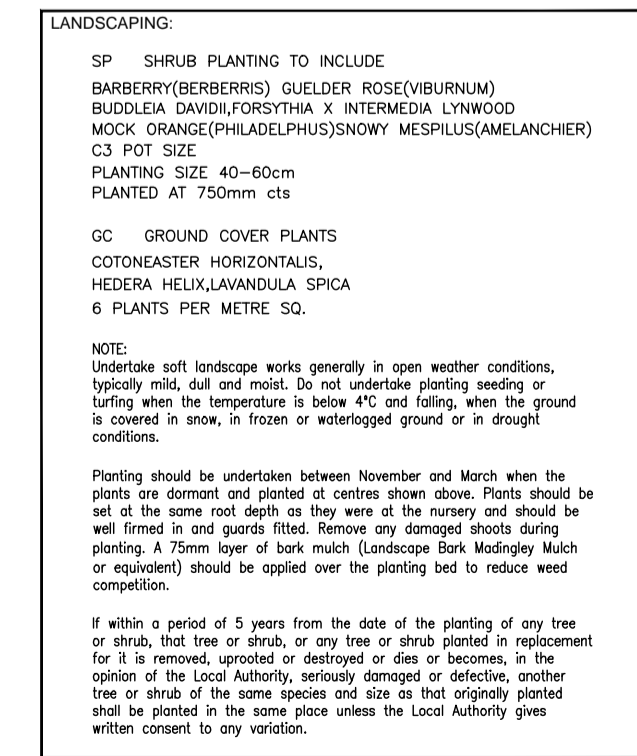 LANDSCAPING:
SP SHRUB PLANTING TO INCLUDE
BARBERRY(BERBERRIS) GUELDER ROSE(VIBURNUM)
BUDDLEIA DAVIDII,FORSYTHIA X INTERMEDIA LYNWOOD
MOCK ORANGE(PHILADELPHUS)SNOWY MESPILUS(AMELANCHIER)
C3 POT SIZE
PLANTING SIZE 40-60cm
PLANTED AT 750mm cts
GC GROUND COVER PLANTS
COTONEASTER HORIZONTALIS,
HEDERA HELIX,LAVANDULA SPICA
6 PLANTS PER METRE SQ.
NOTE:
Undertake soft landscape works generally in open weather conditions,
typically mild, dull and moist. Do not undertake planting seeding or
turfing when the temperature is below 4°C and falling, when the ground
is covered in snow, in frozen or waterlogged ground or in drought
conditions.
Planting should be undertaken between November and March when the
plants are dormant and planted at centres shown above. Plants should be
set at the same root depth as they were at the nursery and should be
well firmed in and guards fitted. Remove any damaged shoots during
planting. A 75mm layer of bark mulch (Landscape Bark Madingley Mulch
or equivalent) should be applied over the planting bed to reduce weed
competition.
If within a period of 5 years from the date of the planting of any tree
or shrub, that tree or shrub, or any tree or shrub planted in replacement
for it is removed, uprooted or destroyed or dies or becomes, in the
opinion of the Local Authority, seriously damaged or defective, another
tree or shrub of the same species and size as that originally planted
shall be planted in the same place unless the Local Authority gives
written consent to any variation.